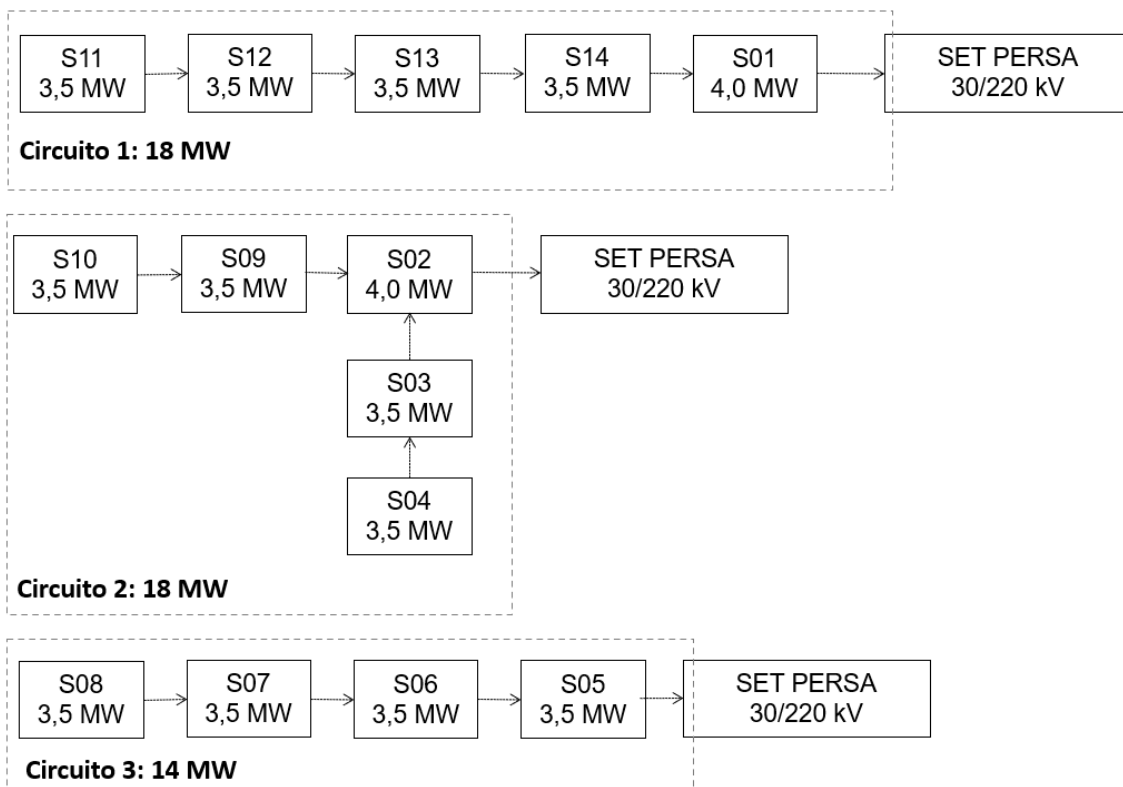 S11
3,5 MW
S12
3,5 MW
S13
3,5 MW
S14
3,5 MW
S01
4,0 MW
SET PERSA
30/220 kV
Circuito 1: 18 MW
S10
3,5 MW
S09
3,5 MW
S02
4,0 MW
SET PERSA
30/220 kV
S03
3,5 MW
S04
3,5 MW
Circuito 2: 18 MW
S08
3,5 MW
S07
3,5 MW
S06
3,5 MW
S05
3,5 MW
SET PERSA
30/220 kV
Circuito 3: 14 MW